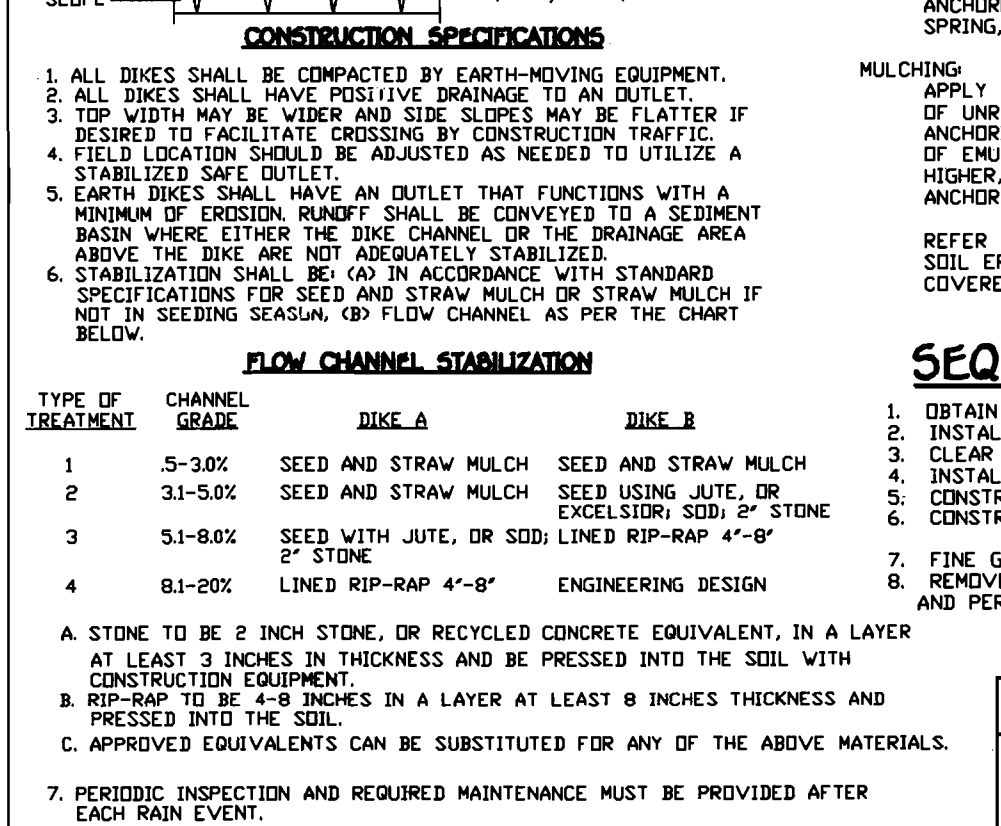 SLOPE
CONSTRUCTION SPECIFICATIONS
1. ALL DIKES SHALL BE COMPACTED BY EARTH-MOVING EQUIPMENT.
2. ALL DIKES SHALL HAVE POSITIVE DRAINAGE TO AN OUTLET.
3. TOP WIDTH MAY BE WIDER AND SIDE SLOPES MAY BE FLATTER IF
DESIRED TO FACILITATE CROSSING BY CONSTRUCTION TRAFFIC.
4. FIELD LOCATION SHOULD BE ADJUSTED AS NEEDED TO UTILIZE A
STABILIZED SAFE OUTLET.
5. EARTH DIKES SHALL HAVE AN OUTLET THAT FUNCTIONS WITH A
MINIMUM OF EROSION. RUNOFF SHALL BE CONVEYED TO A SEDIMENT
BASIN WHERE EITHER THE DIKE CHANNEL OR THE DRAINAGE AREA
ABOVE THE DIKE ARE NOT ADEQUATELY STABILIZED.
6. STABILIZATION SHALL BE: (A) IN ACCORDANCE WITH STANDARD
SPECIFICATIONS FOR SEED AND STRAW MULCH OR STRAW MULCH IF
NOT IN SEEDING SEASON, (B) FLOW CHANNEL AS PER THE CHART
BELOW.
FLOW CHANNEL STABILIZATION
TYPE OF CHANNEL
TREATMENT GRADE DIKE A DIKE B
1 .5-3.0% SEED AND STRAW MULCH SEED AND STRAW MULCH
2 3.1-5.0% SEED AND STRAW MULCH SEED USING JUTE, OR
EXCELSIOR; SOD; 2" STONE
3 5.1-8.0% SEED WITH JUTE, OR SOD; LINED RIP-RAP 4"-8"
2" STONE
4 8.1-20% LINED RIP-RAP 4"-8" ENGINEERING DESIGN
A. STONE TO BE 2 INCH STONE, OR RECYCLED CONCRETE EQUIVALENT, IN A LAYER
AT LEAST 3 INCHES IN THICKNESS AND BE PRESSED INTO THE SOIL WITH
CONSTRUCTION EQUIPMENT.
B. RIP-RAP TO BE 4-8 INCHES IN A LAYER AT LEAST 8 INCHES THICKNESS AND
PRESSED INTO THE SOIL.
C. APPROVED EQUIVALENTS CAN BE SUBSTITUTED FOR ANY OF THE ABOVE MATERIALS.
7. PERIODIC INSPECTION AND REQUIRED MAINTENANCE MUST BE PROVIDED AFTER
EACH RAIN EVENT.
ANCHOR
SPRING,
MULCHING:
APPLY
OF UNR
ANCHOR
OF EMU
HIGHER,
ANCHOR
REFER
SOIL ER
COVERE
SEQ
1. OBTAIN
2. INSTAL
3. CLEAR
4. INSTAL
5. CONSTR
6. CONSTR
7. FINE G
8. REMOVE
AND PER